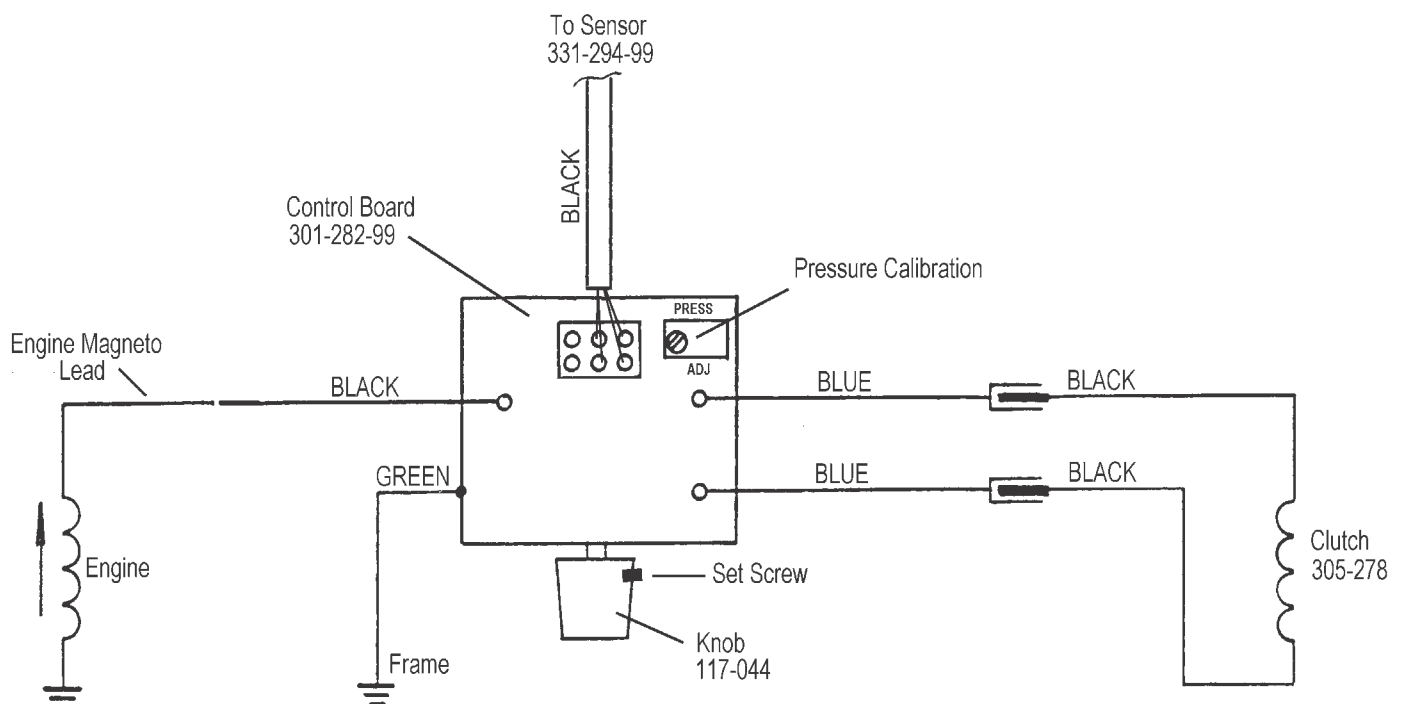 To Sensor
331-294-99
BLACK
Control Board
301-282-99
Pressure Calibration
PRESS
ADJ
Engine Magneto
Lead
BLACK
BLUE
BLACK
GREEN
BLUE
BLACK
Engine
Set Screw
Clutch
305-278
Knob
117-044
Frame